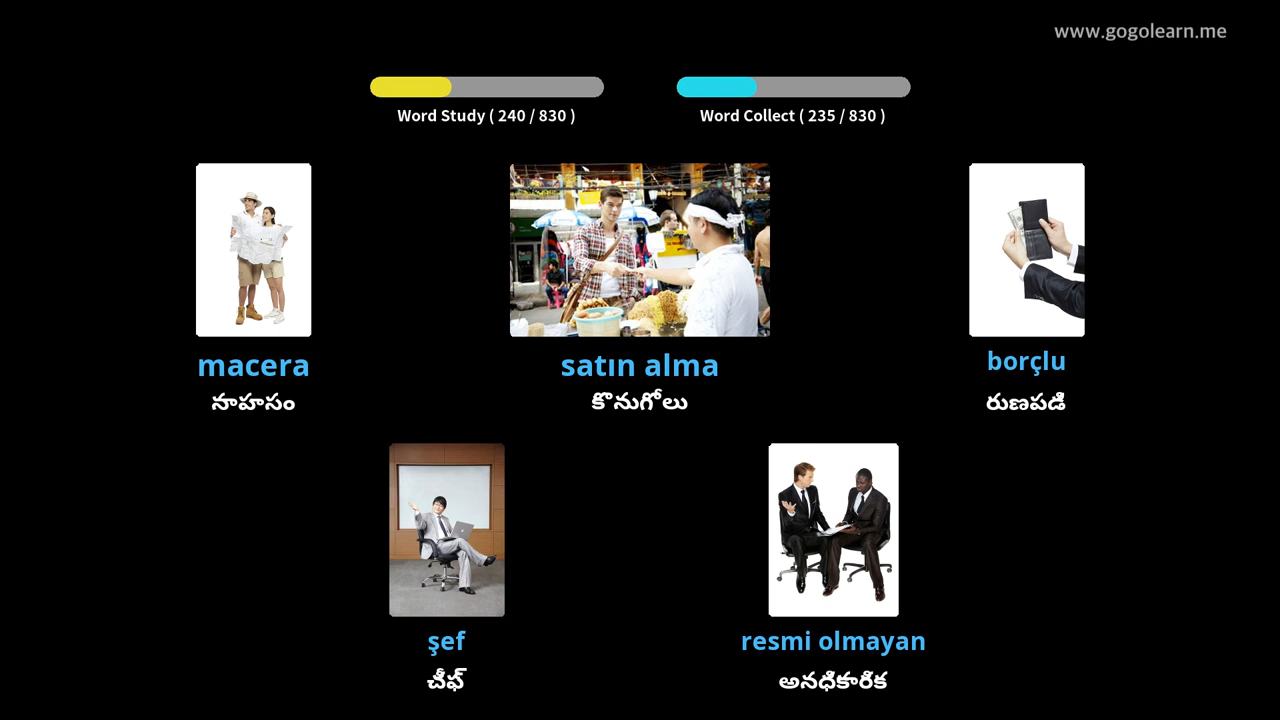 www.gogolearn.me
Word Study ( 240 / 830 )
Word Collect ( 235 / 830 )
macera
సాహసం
satın alma
కొనుగోలు
borçlu
రుణపడి
şef
చీఫ్
resmi olmayan
అనధికారిక